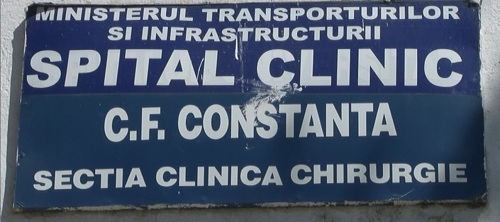 MINISTERUL TRANSPORTURILOR
SI INFRASTRUCTURII
SPITAL CLINIC
C.F. CONSTANTA
SECTIA CLINICA CHIRURGIE